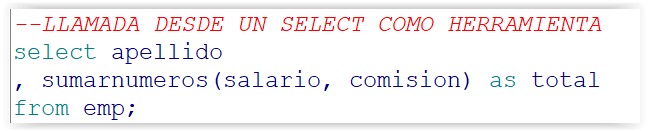 --LLAMADA DESDE UN SELECT COMO HERRAMIENTA
select apellido
, sumarnumeros(salario, comision) as total
from emp;